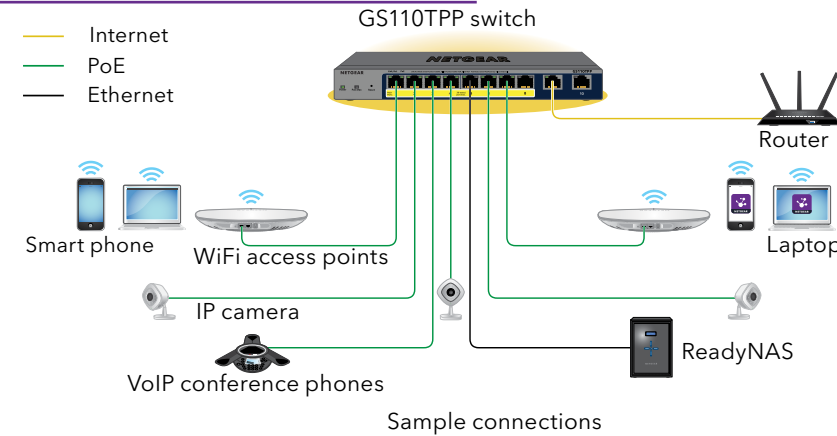 GS110TPP switch
Internet
PoE
Ethernet
NETGEAR
NETGEAR
Router
Smart phone
WiFi access points
Laptop
IP camera
ReadyNAS
VoIP conference phones
Sample connections